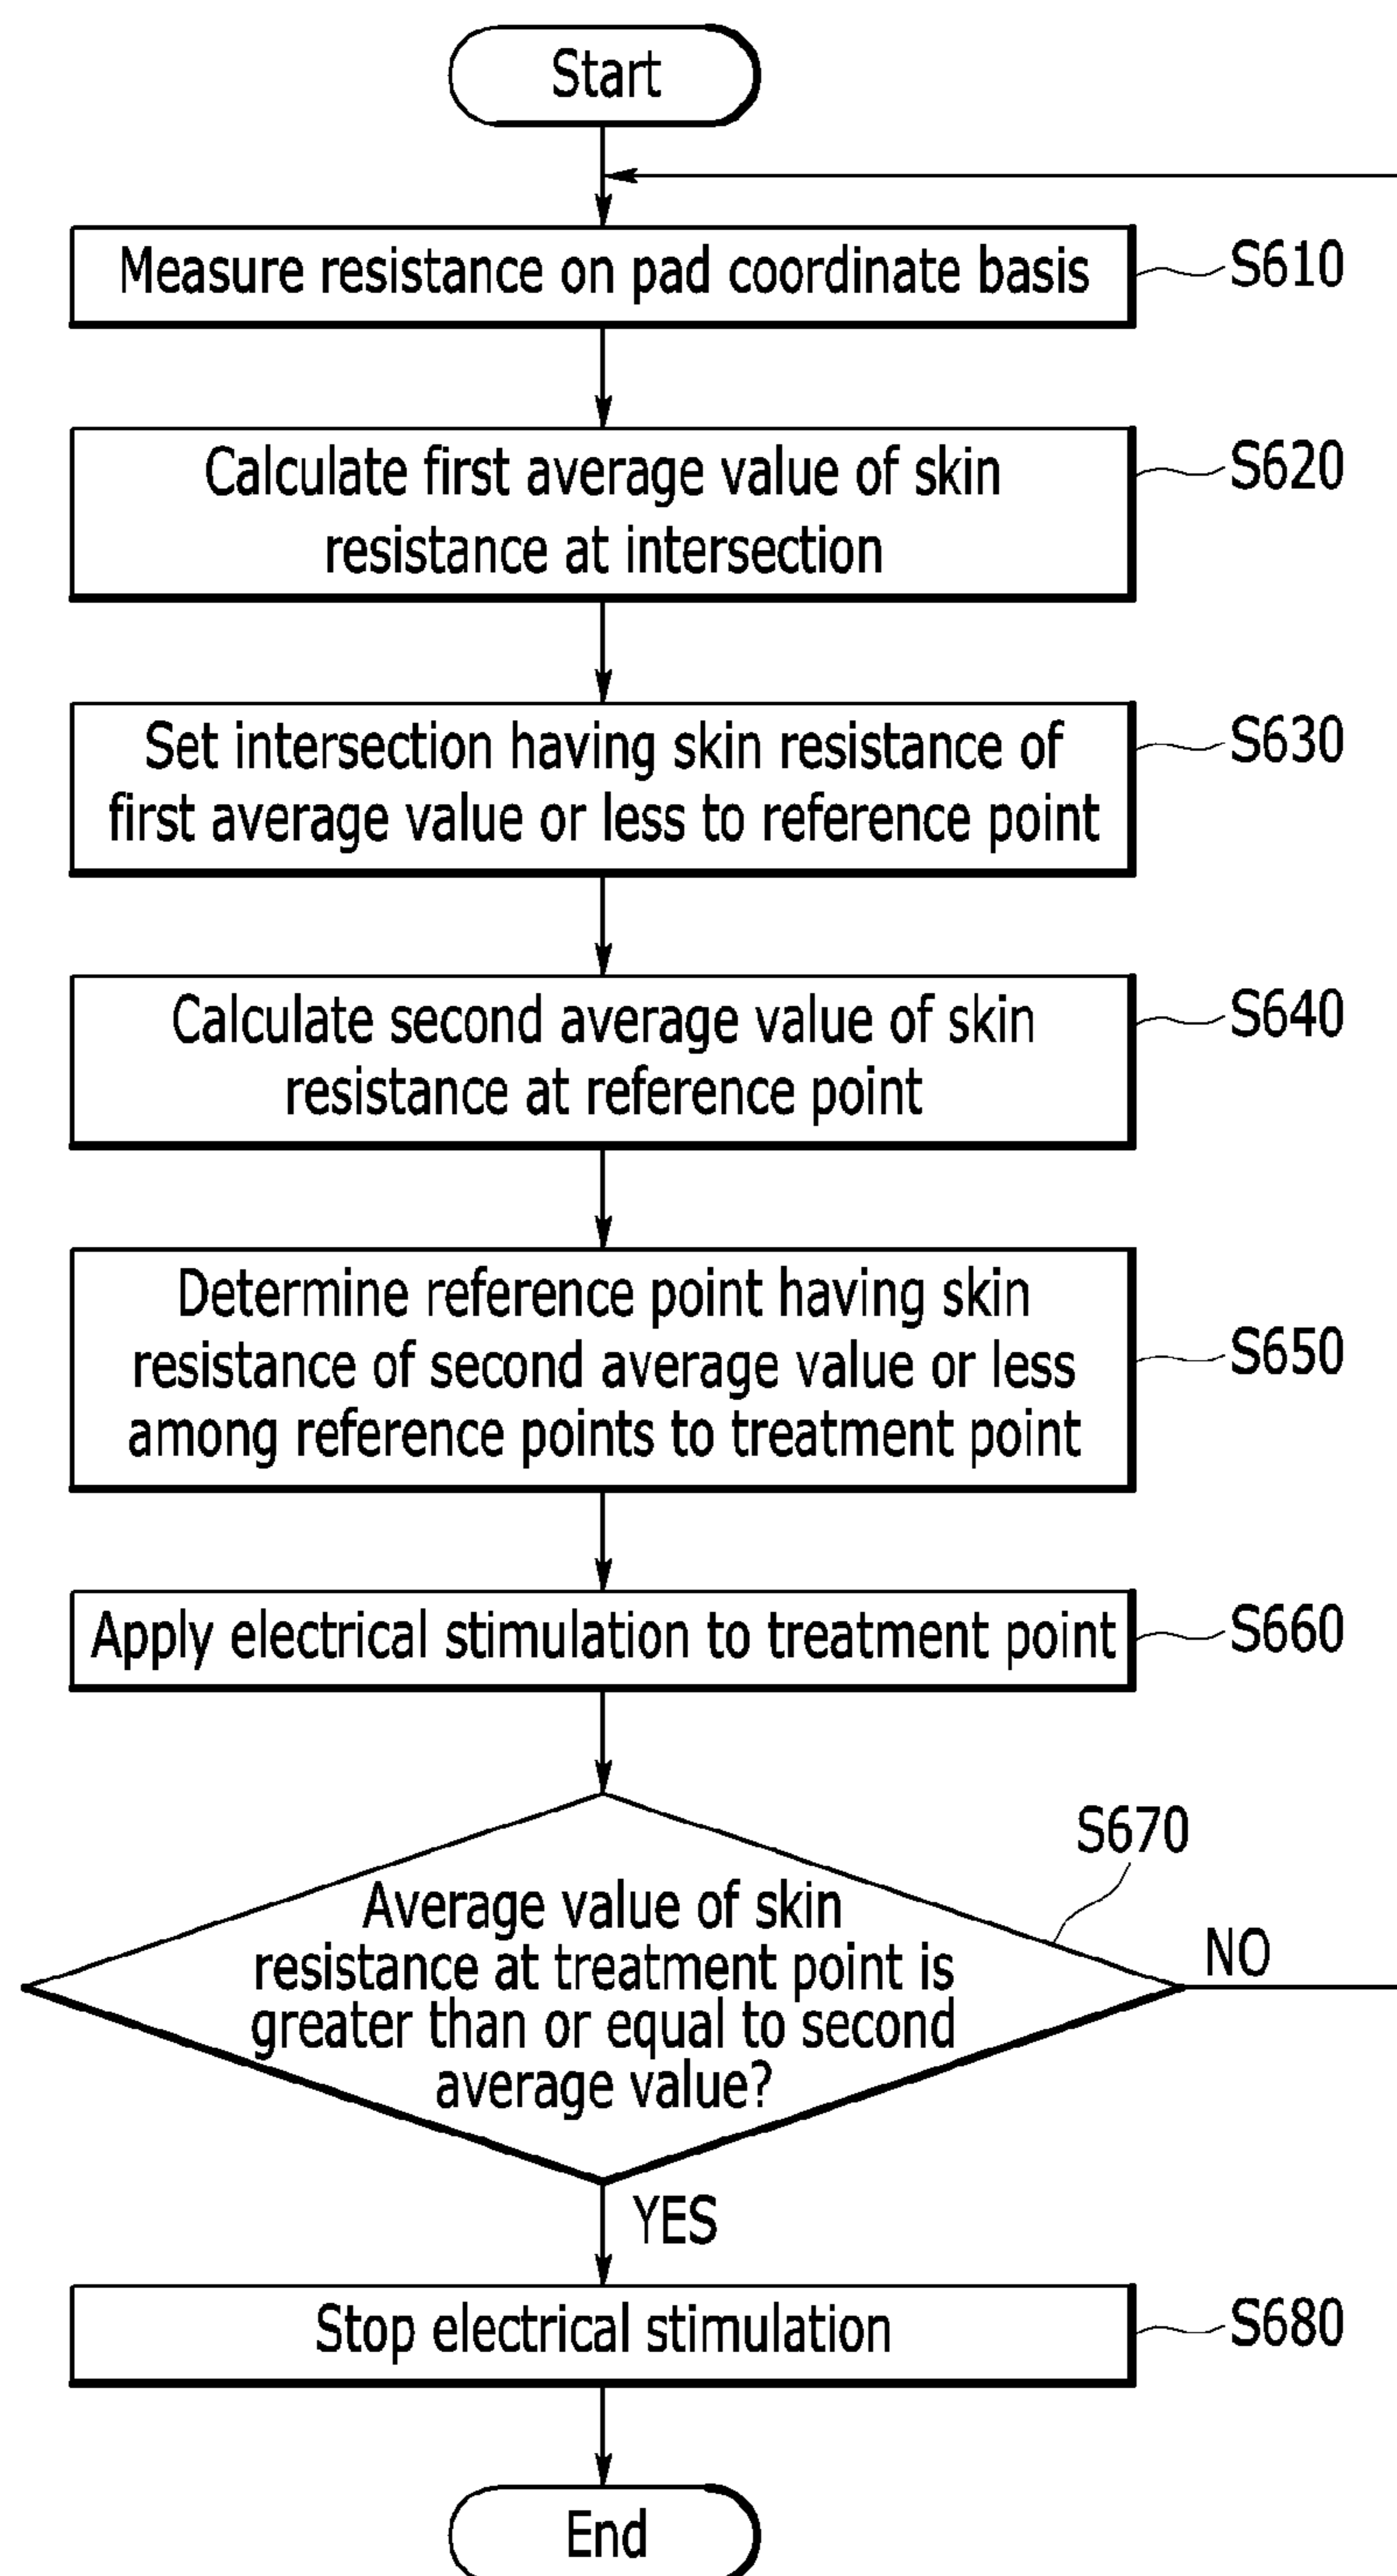 Start
Measure resistance on pad coordinate basis
S610
Calculate first average value of skin
resistance at intersection
S620
Set intersection having skin resistance of
first average value or less to reference point
S630
Calculate second average value of skin
resistance at reference point
S640
Determine reference point having skin
resistance of second average value or less
among reference points to treatment point
S650
Apply electrical stimulation to treatment point
S660
S670
Average value of skin
resistance at treatment point is
greater than or equal to second
average value?
NO
YES
Stop electrical stimulation
S680
End